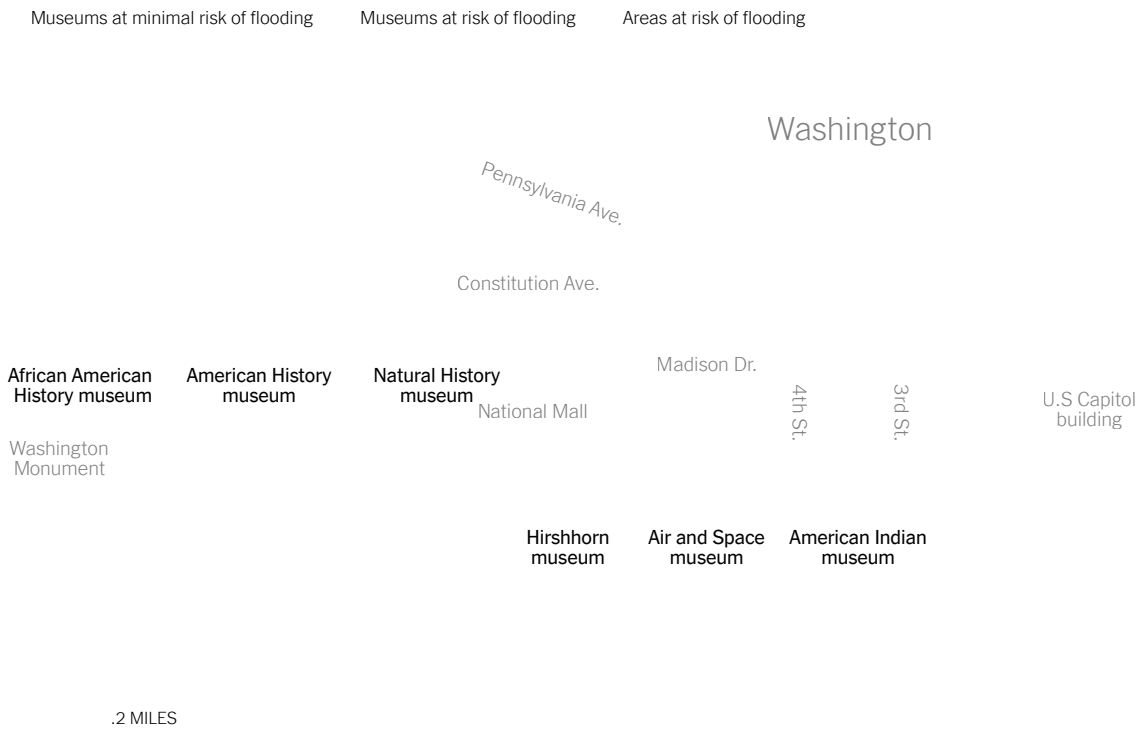 Museums at minimal risk of flooding
Museums at risk of flooding
Areas at risk of flooding
Washington
Pennsylvania Ave.
Constitution Ave.
Madison Dr.
African American
History museum
American History
museum
Natural History
museum
National Mall
4th St.
3rd St.
U.S Capitol
building
Washington
Monument
Hirshhorn
museum
Air and Space
museum
American Indian
museum
.2 MILES